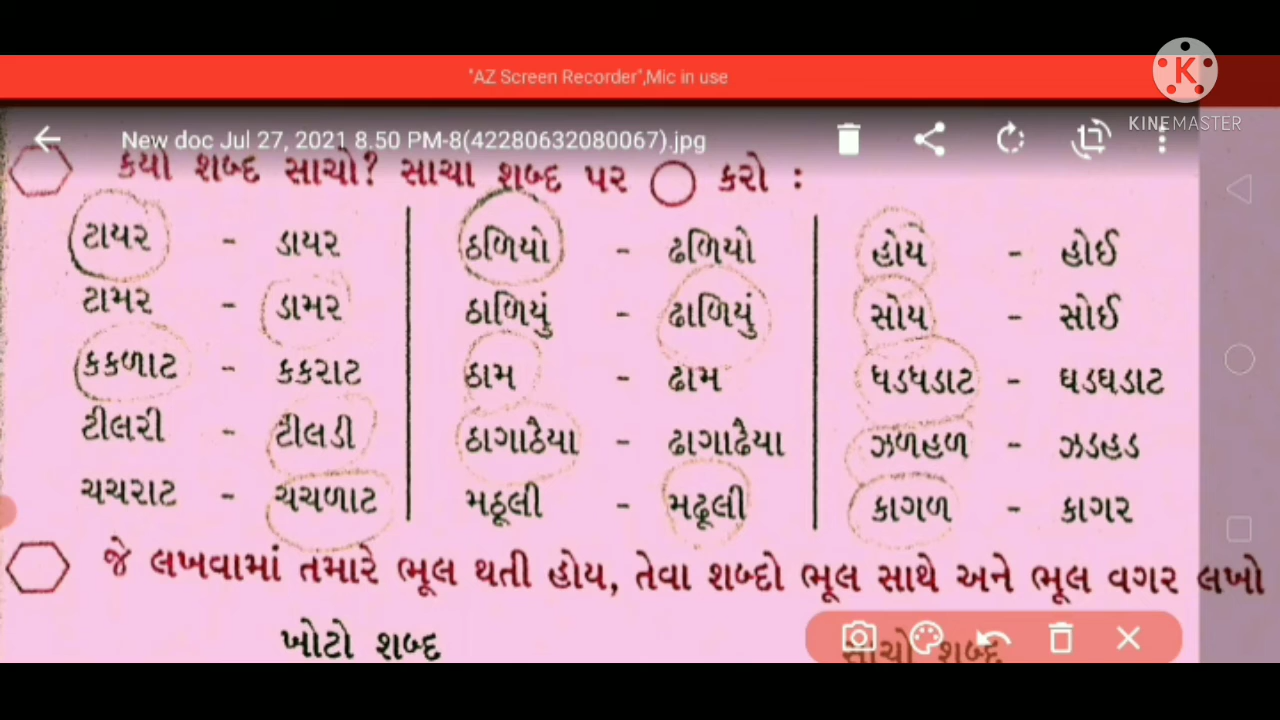 "AZ Screen Recorder",Mic in use
KINEMASTER
New doc Jul 27, 2021 8.50 PM-8(42280632080067).jpg
કયો શબ્દ સાચો? સાચા શબ્દ પર ◯ કરો :
ટાયર - ડાયર ઠળિયો - ઢળિયો હોય - હોઈ
ટામર - ડામર ઠાળિયું - ઢાળિયું સોય - સોઈ
કકળાટ - કકરાટ ઠામ - ઢામ ધડધડાટ - ઘડઘડાટ
ટીલરી - ટીલડી ઠાગાઠૈયા - ઢાગાઢૈયા ઝળહળ - ઝડહડ
ચચરાટ - ચચળાટ મઠૂલી - મઢૂલી કાગળ - કાગર
જે લખવામાં તમારે ભૂલ થતી હોય, તેવા શબ્દો ભૂલ સાથે અને ભૂલ વગર લખો
ખોટો શબ્દ સાચો શબ્દ